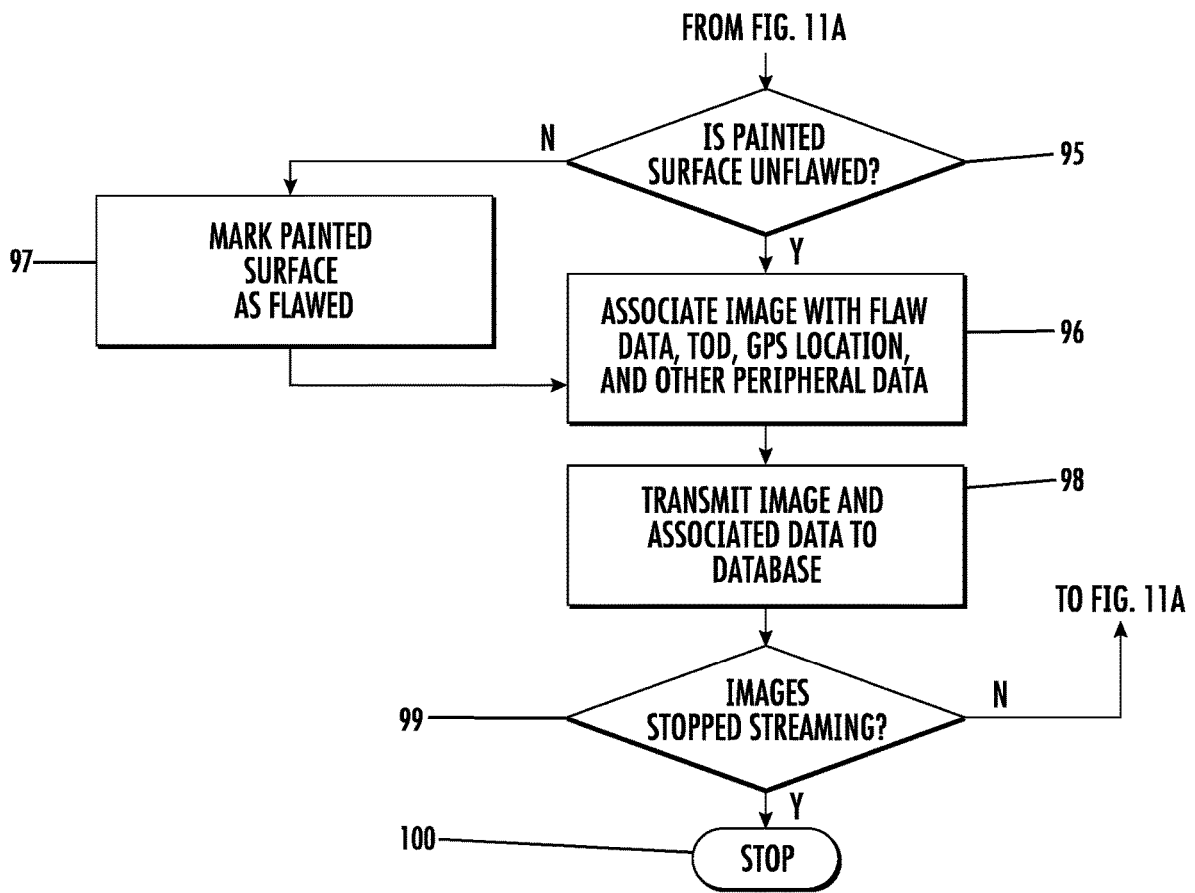 FROM FIG. 11A
N
IS PAINTED
SURFACE UNFLAWED?
95
Y
97
MARK PAINTED
SURFACE
AS FLAWED
ASSOCIATE IMAGE WITH FLAW
DATA, TOD, GPS LOCATION,
AND OTHER PERIPHERAL DATA
96
TRANSMIT IMAGE AND
ASSOCIATED DATA TO
DATABASE
98
TO FIG. 11A
99
IMAGES
STOPPED STREAMING?
N
Y
100
STOP